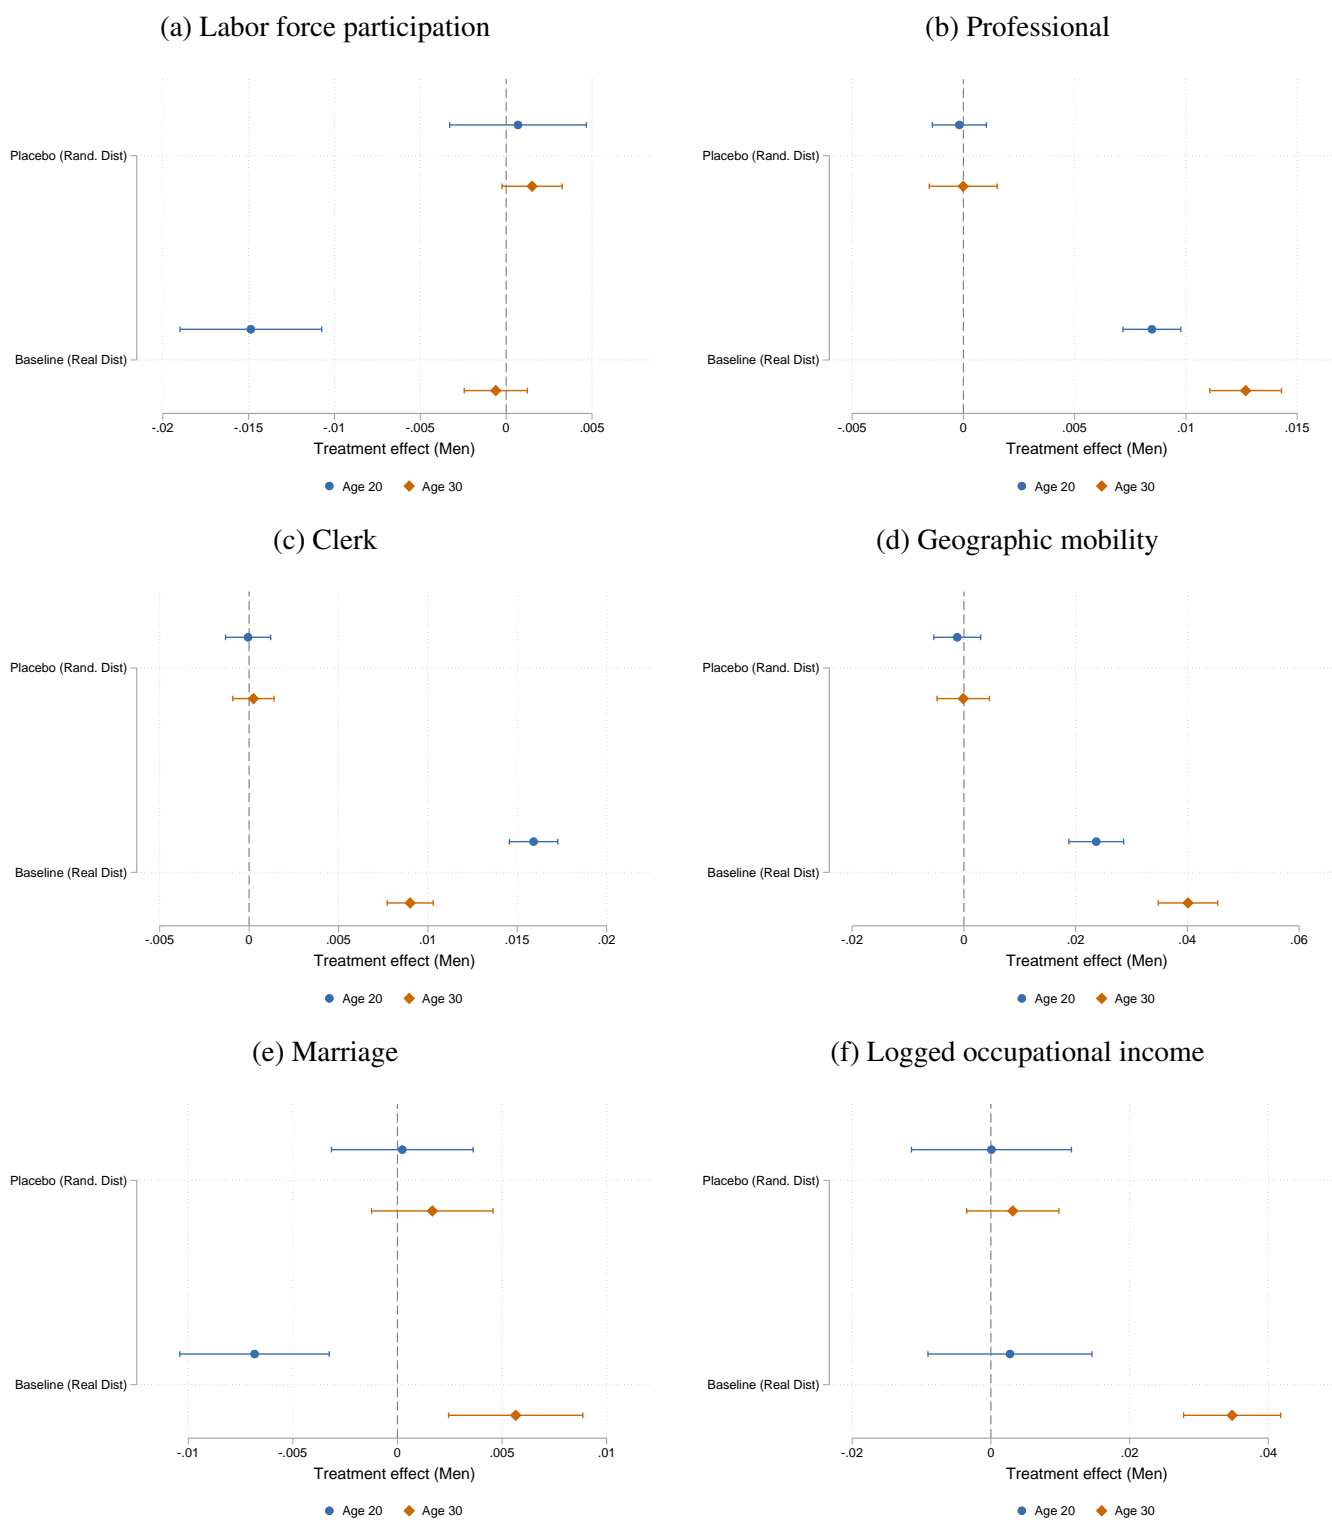 (a) Labor force participation
Placebo (Rand. Dist)
Baseline (Real Dist)
-.02 -.015 -.01 -.005 0 .005
Treatment effect (Men)
Age 20 Age 30
(b) Professional
Placebo (Rand. Dist)
Baseline (Real Dist)
-.005 0 .005 .01 .015
Treatment effect (Men)
Age 20 Age 30
(c) Clerk
Placebo (Rand. Dist)
Baseline (Real Dist)
-.005 0 .005 .01 .015 .02
Treatment effect (Men)
Age 20 Age 30
(d) Geographic mobility
Placebo (Rand. Dist)
Baseline (Real Dist)
-.02 0 .02 .04 .06
Treatment effect (Men)
Age 20 Age 30
(e) Marriage
Placebo (Rand. Dist)
Baseline (Real Dist)
-.01 -.005 0 .005 .01
Treatment effect (Men)
Age 20 Age 30
(f) Logged occupational income
Placebo (Rand. Dist)
Baseline (Real Dist)
-.02 0 .02 .04
Treatment effect (Men)
Age 20 Age 30